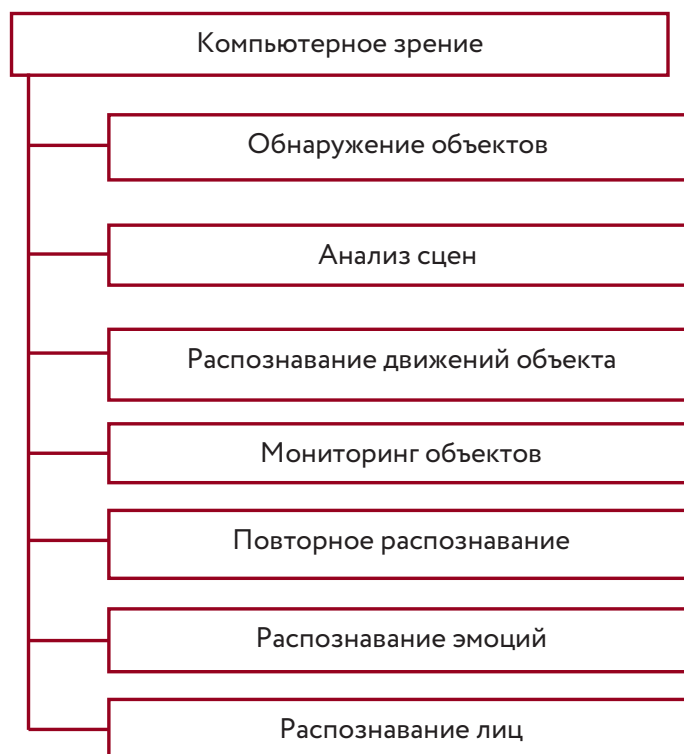 Компьютерное зрение
Обнаружение объектов
Анализ сцен
Распознавание движений объекта
Мониторинг объектов
Повторное распознавание
Распознавание эмоций
Распознавание лиц